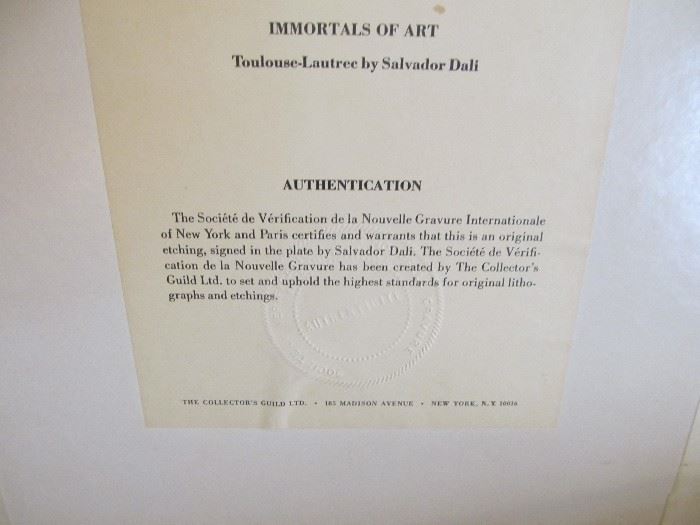 IMMORTALS OF ART
Toulouse-Lautrec by Salvador Dali
AUTHENTICATION
The Société de Vérification de la Nouvelle Gravure Internationale
of New York and Paris certifies and warrants that this is an original
etching, signed in the plate by Salvador Dali. The Société de Vérifi-
cation de la Nouvelle Gravure has been created by The Collector's
Guild Ltd. to set and uphold the highest standards for original litho-
graphs and etchings.
THE COLLECTOR'S GUILD LTD. • 185 MADISON AVENUE • NEW YORK, N.Y. 10016